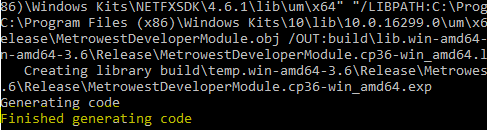 86)\Windows Kits\NETFXSDK\4.6.1\lib\um\x64" "/LIBPATH:C:\Prog
C:\Program Files (x86)\Windows Kits\10\lib\10.0.16299.0\um\x6
elease\MetrowestDeveloperModule.obj /OUT:build\lib.win-amd64-
n-amd64-3.6\Release\MetrowestDeveloperModule.cp36-win_amd64.l
Creating library build\temp.win-amd64-3.6\Release\Metrowes
.6\Release\MetrowestDeveloperModule.cp36-win_amd64.exp
Generating code
Finished generating code